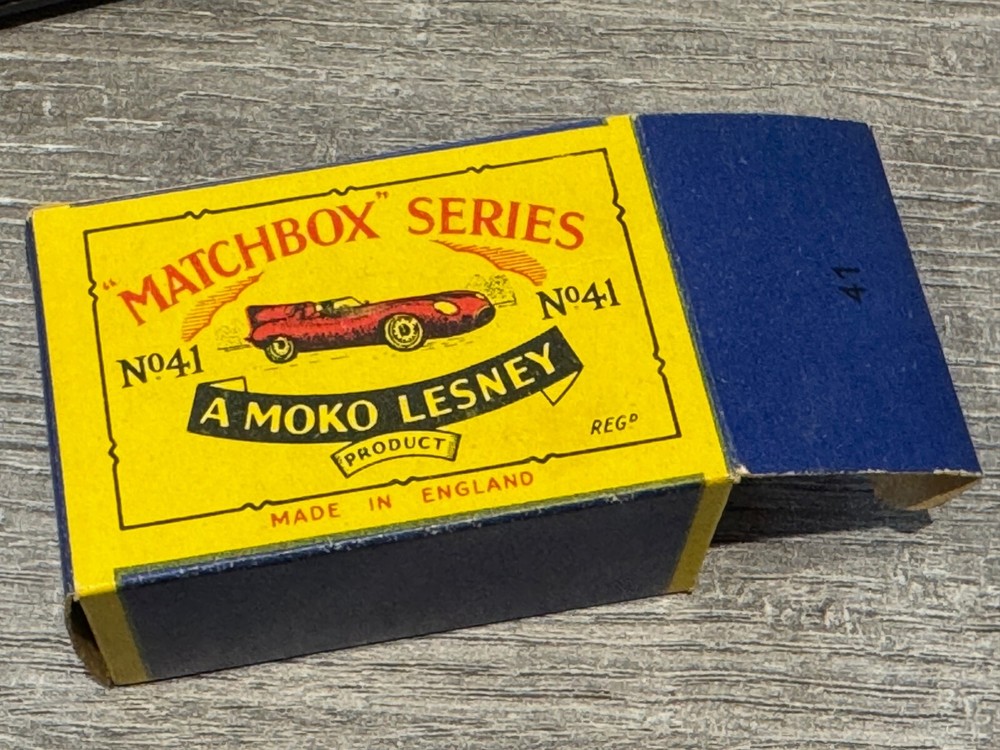 "MATCHBOX" SERIES
Nº41
Nº41
A MOKO LESNEY
PRODUCT
REGᴰ
MADE IN ENGLAND
41